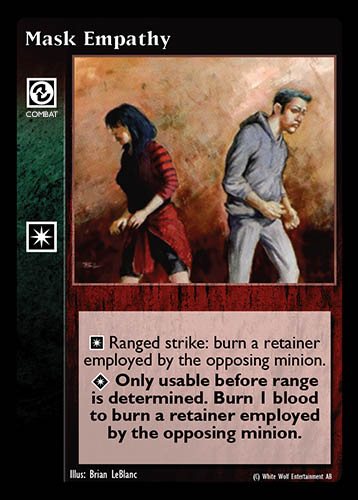 Mask Empathy
COMBAT
Ranged strike: burn a retainer
employed by the opposing minion.
Only usable before range
is determined. Burn 1 blood
to burn a retainer employed
by the opposing minion.
Illus: Brian LeBlanc
(C) White Wolf Entertainment AB